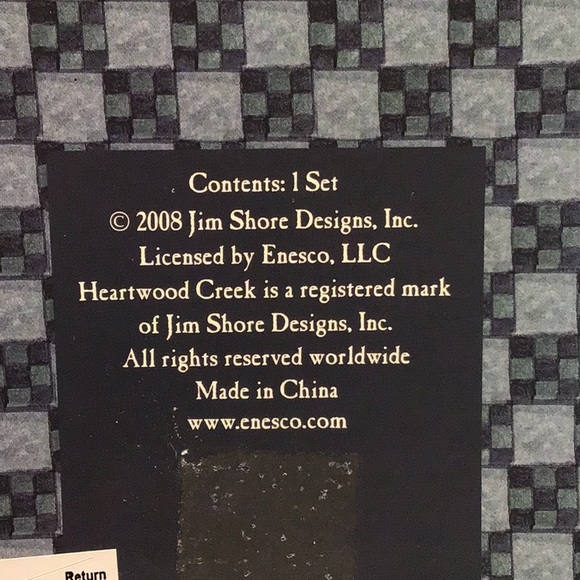 Contents: 1 Set
© 2008 Jim Shore Designs, Inc.
Licensed by Enesco, LLC
Heartwood Creek is a registered mark
of Jim Shore Designs, Inc.
All rights reserved worldwide
Made in China
www.enesco.com
Return